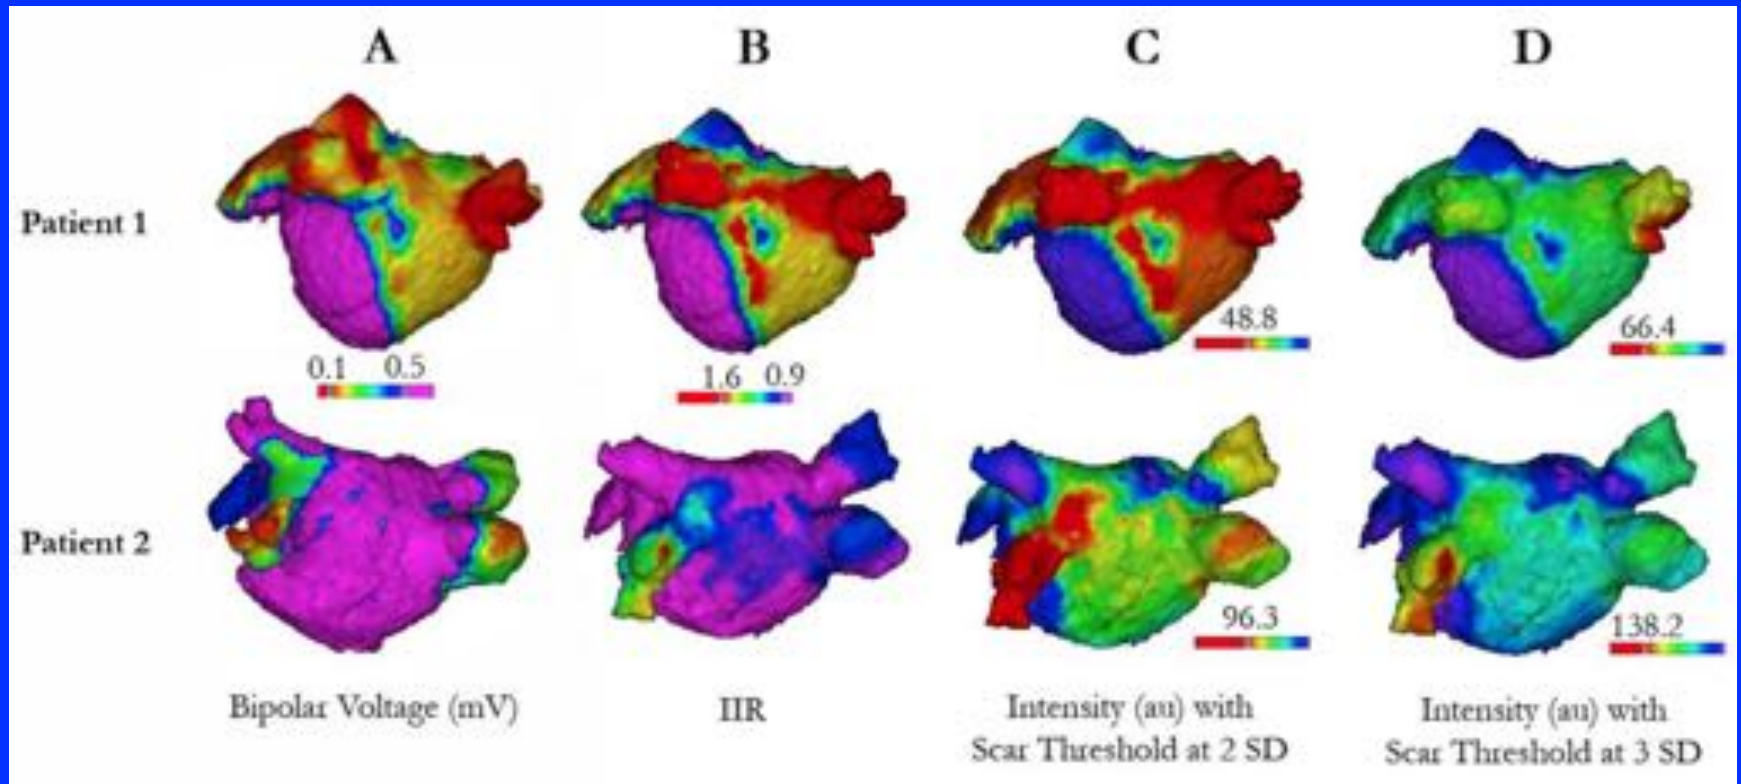 A B C D
Patient 1
48.8
66.4
0.1 0.5
1.6 0.9
Patient 2
96.3
138.2
Bipolar Voltage (mV)
IIR
Intensity (au) with
Scar Threshold at 2 SD
Intensity (au) with
Scar Threshold at 3 SD